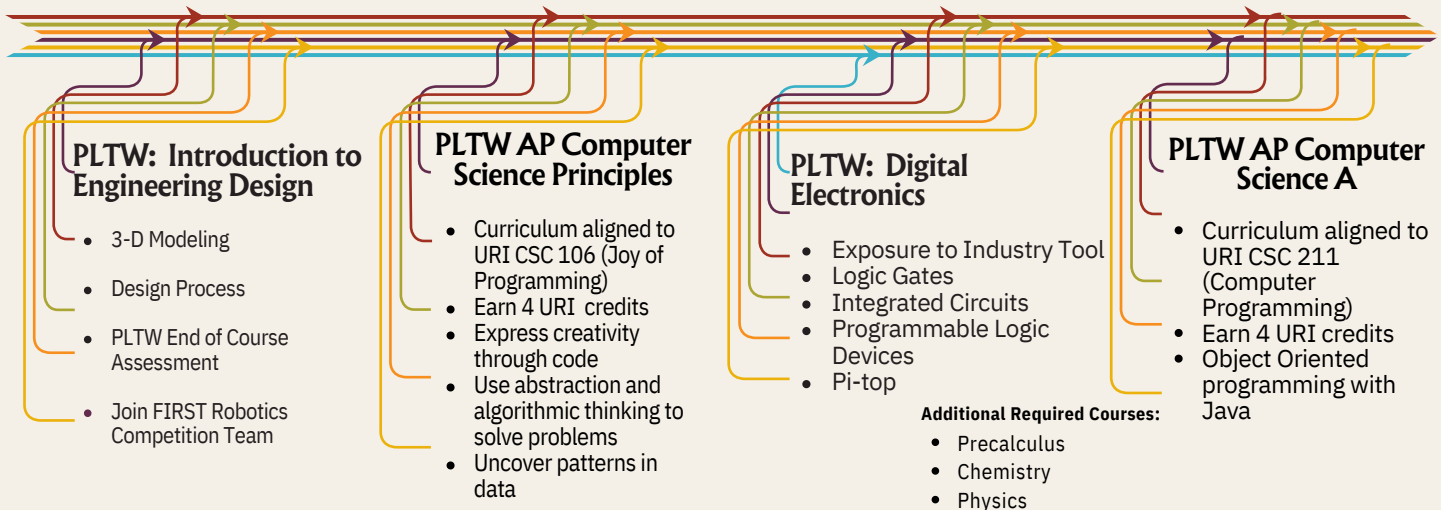 PLTW: Introduction to
Engineering Design
• 3-D Modeling
• Design Process
• PLTW End of Course
Assessment
• Join FIRST Robotics
Competition Team
PLTW AP Computer
Science Principles
• Curriculum aligned to
URI CSC 106 (Joy of
Programming)
• Earn 4 URI credits
• Express creativity
through code
• Use abstraction and
algorithmic thinking to
solve problems
• Uncover patterns in
data
PLTW: Digital
Electronics
• Exposure to Industry Tool
• Logic Gates
• Integrated Circuits
• Programmable Logic
Devices
• Pi-top
Additional Required Courses:
• Precalculus
• Chemistry
• Physics
PLTW AP Computer
Science A
• Curriculum aligned to
URI CSC 211
(Computer
Programming)
• Earn 4 URI credits
• Object Oriented
programming with
Java